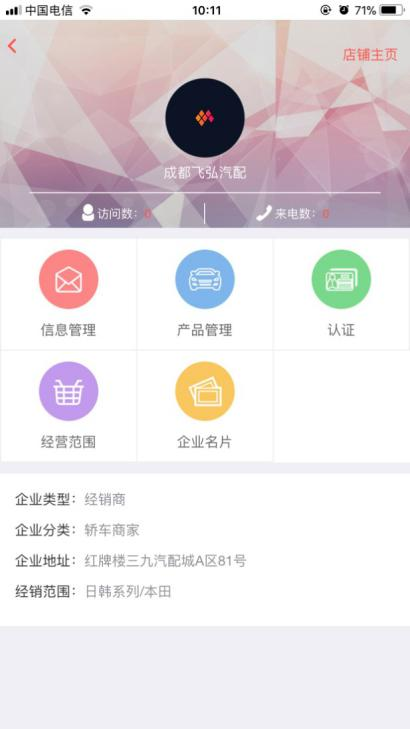 中国电信
10:11
71%
店铺主页
成都飞弘汽配
访问数：0
来电数：0
信息管理
产品管理
认证
经营范围
企业名片
企业类型：经销商
企业分类：轿车商家
企业地址：红牌楼三九汽配城A区81号
经销范围：日韩系列/本田